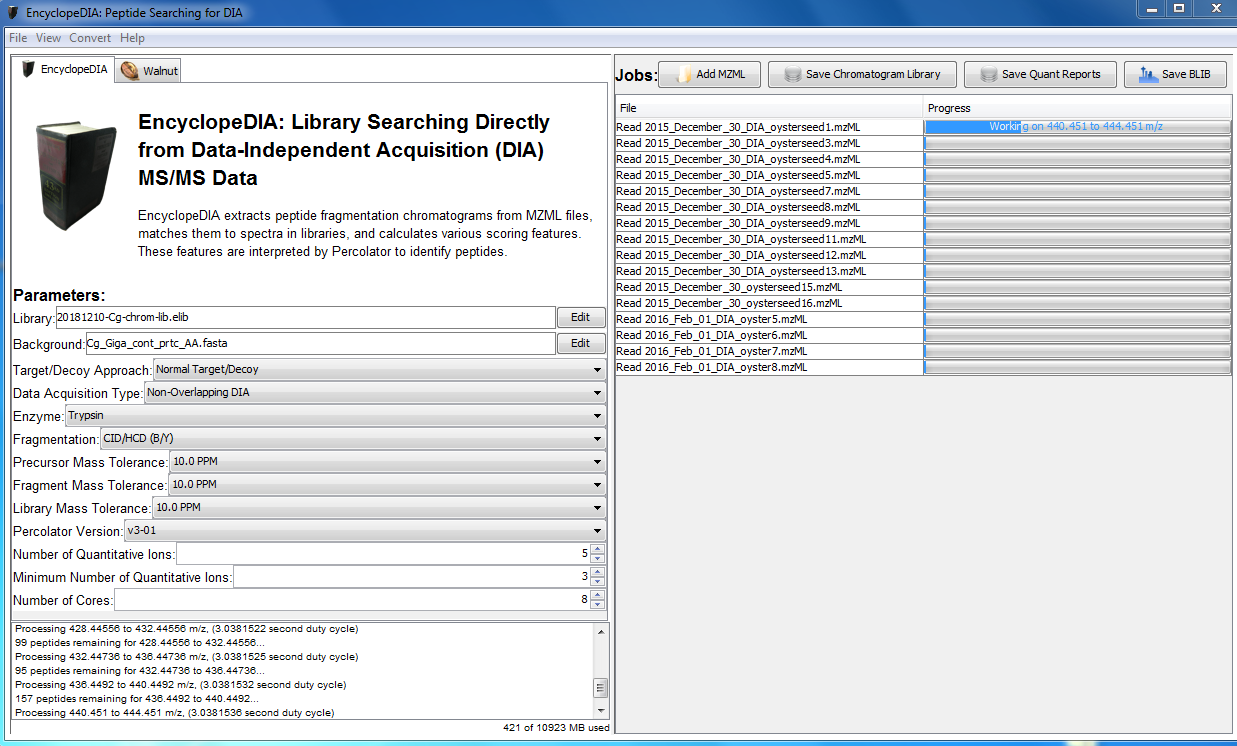 EncyclopeDIA: Peptide Searching for DIA
File View Convert Help
EncyclopeDIA Walnut
EncyclopeDIA: Library Searching Directly
from Data-Independent Acquisition (DIA)
MS/MS Data
EncyclopeDIA extracts peptide fragmentation chromatograms from MZML files,
matches them to spectra in libraries, and calculates various scoring features.
These features are interpreted by Percolator to identify peptides.
Parameters:
Library: 20181210-Cg-chrom-lib.elib Edit
Background: Cg_Giga_cont_prtc_AA.fasta Edit
Target/Decoy Approach: Normal Target/Decoy
Data Acquisition Type: Non-Overlapping DIA
Enzyme: Trypsin
Fragmentation: CID/HCD (B/Y)
Precursor Mass Tolerance: 10.0 PPM
Fragment Mass Tolerance: 10.0 PPM
Library Mass Tolerance: 10.0 PPM
Percolator Version: v3-01
Number of Quantitative Ions: 5
Minimum Number of Quantitative Ions: 3
Number of Cores: 8
Processing 428.44556 to 432.44556 m/z, (3.0381522 second duty cycle)
99 peptides remaining for 428.44556 to 432.44556...
Processing 432.44736 to 436.44736 m/z, (3.0381525 second duty cycle)
95 peptides remaining for 432.44736 to 436.44736...
Processing 436.4492 to 440.4492 m/z, (3.0381532 second duty cycle)
157 peptides remaining for 436.4492 to 440.4492...
Processing 440.451 to 444.451 m/z, (3.0381536 second duty cycle)
421 of 10923 MB used
Jobs: Add MZML Save Chromatogram Library Save Quant Reports Save BLIB
File Progress
Read 2015_December_30_DIA_oysterseed1.mzML Working on 440.451 to 444.451 m/z
Read 2015_December_30_DIA_oysterseed3.mzML
Read 2015_December_30_DIA_oysterseed4.mzML
Read 2015_December_30_DIA_oysterseed5.mzML
Read 2015_December_30_DIA_oysterseed7.mzML
Read 2015_December_30_DIA_oysterseed8.mzML
Read 2015_December_30_DIA_oysterseed9.mzML
Read 2015_December_30_DIA_oysterseed11.mzML
Read 2015_December_30_DIA_oysterseed12.mzML
Read 2015_December_30_DIA_oysterseed13.mzML
Read 2015_December_30_oysterseed15.mzML
Read 2015_December_30_oysterseed16.mzML
Read 2016_Feb_01_DIA_oyster5.mzML
Read 2016_Feb_01_DIA_oyster6.mzML
Read 2016_Feb_01_DIA_oyster7.mzML
Read 2016_Feb_01_DIA_oyster8.mzML